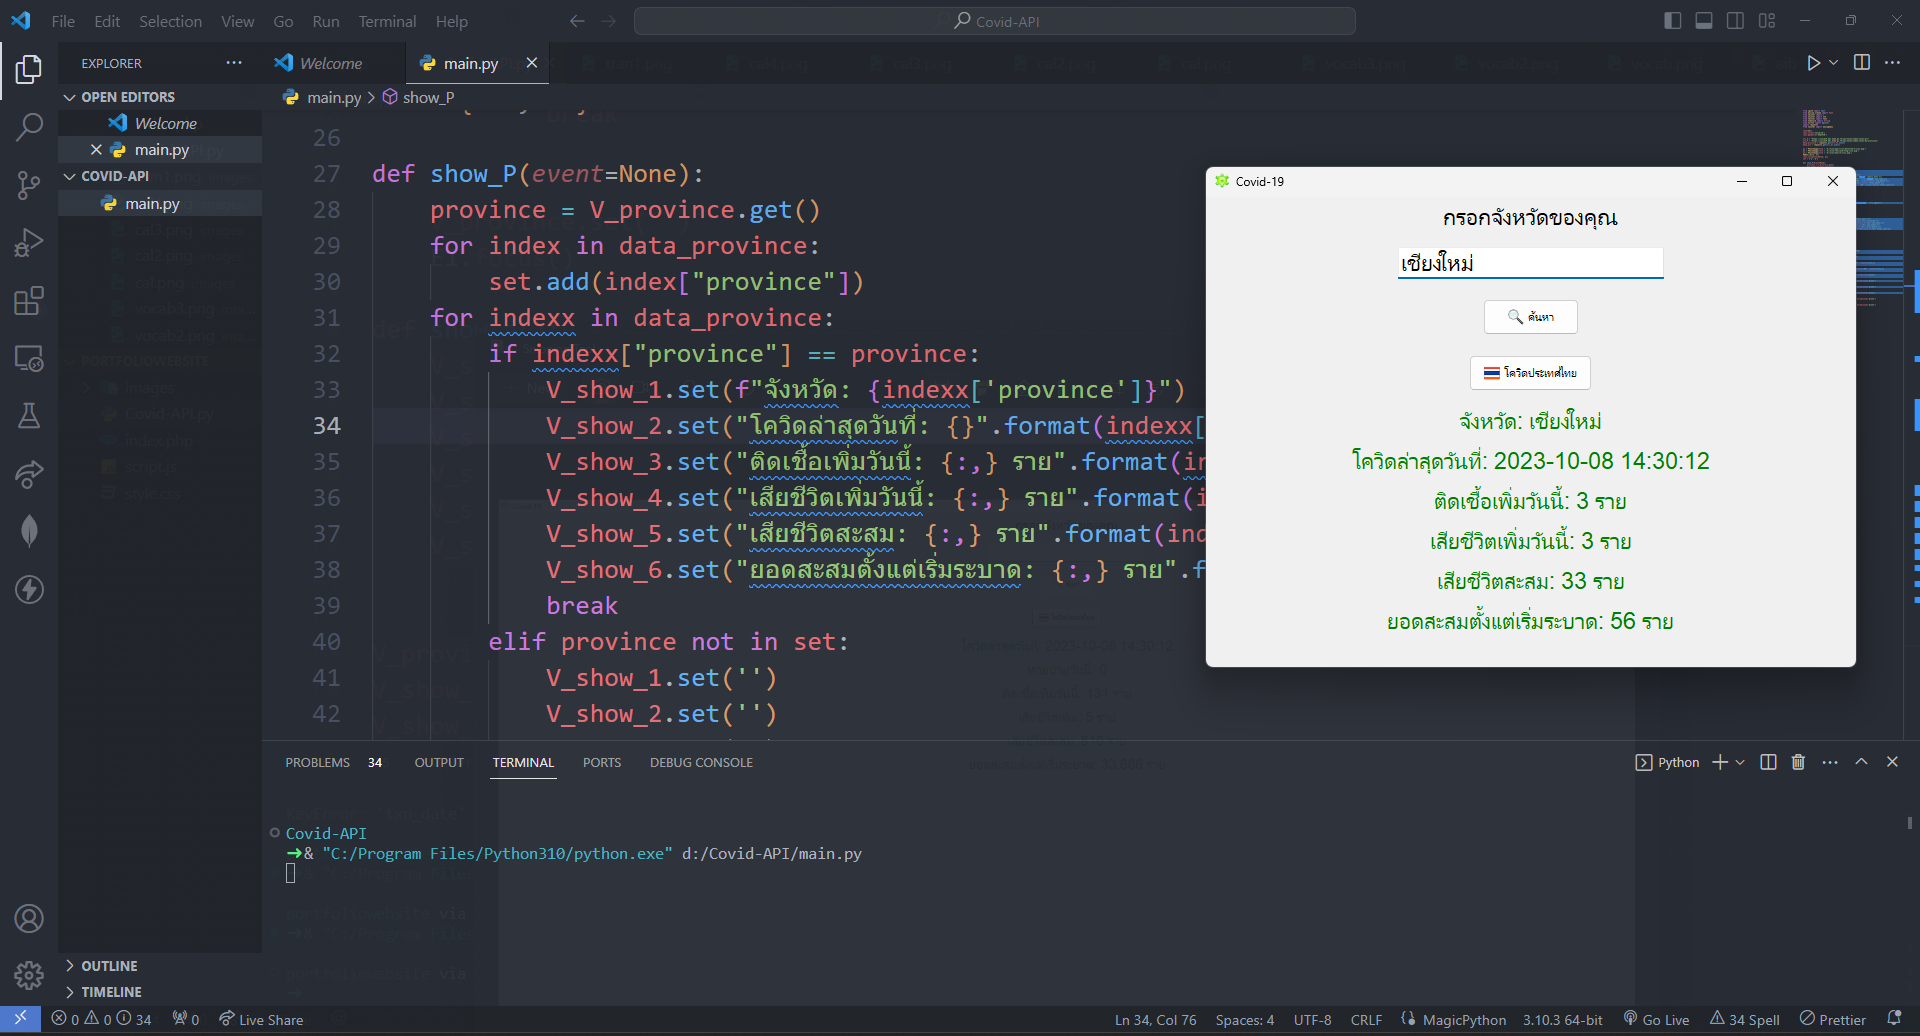 File Edit Selection View Go Run Terminal Help
Covid-API
EXPLORER
Welcome
main.py
OPEN EDITORS
Welcome
main.py
COVID-API
main.py
OUTLINE
TIMELINE
main.py > show_P
26
27 def show_P(event=None):
28 province = V_province.get()
29 for index in data_province:
30 set.add(index["province"])
31 for indexx in data_province:
32 if indexx["province"] == province:
33 V_show_1.set(f"จังหวัด: {indexx['province']}")
34 V_show_2.set("โควิดล่าสุดวันที่: {}".format(indexx[
35 V_show_3.set("ติดเชื้อเพิ่มวันนี้: {:,} ราย".format(in
36 V_show_4.set("เสียชีวิตเพิ่มวันนี้: {:,} ราย".format(i
37 V_show_5.set("เสียชีวิตสะสม: {:,} ราย".format(ind
38 V_show_6.set("ยอดสะสมตั้งแต่เริ่มระบาด: {:,} ราย".f
39 break
40 elif province not in set:
41 V_show_1.set('')
42 V_show_2.set('')
Covid-19
กรอกจังหวัดของคุณ
เชียงใหม่
ค้นหา
โควิดประเทศไทย
จังหวัด: เชียงใหม่
โควิดล่าสุดวันที่: 2023-10-08 14:30:12
ติดเชื้อเพิ่มวันนี้: 3 ราย
เสียชีวิตเพิ่มวันนี้: 3 ราย
เสียชีวิตสะสม: 33 ราย
ยอดสะสมตั้งแต่เริ่มระบาด: 56 ราย
PROBLEMS 34 OUTPUT TERMINAL PORTS DEBUG CONSOLE
Python
Covid-API
➜& "C:/Program Files/Python310/python.exe" d:/Covid-API/main.py
0 0 34 0 Live Share
Ln 34, Col 76 Spaces: 4 UTF-8 CRLF MagicPython 3.10.3 64-bit Go Live 34 Spell Prettier